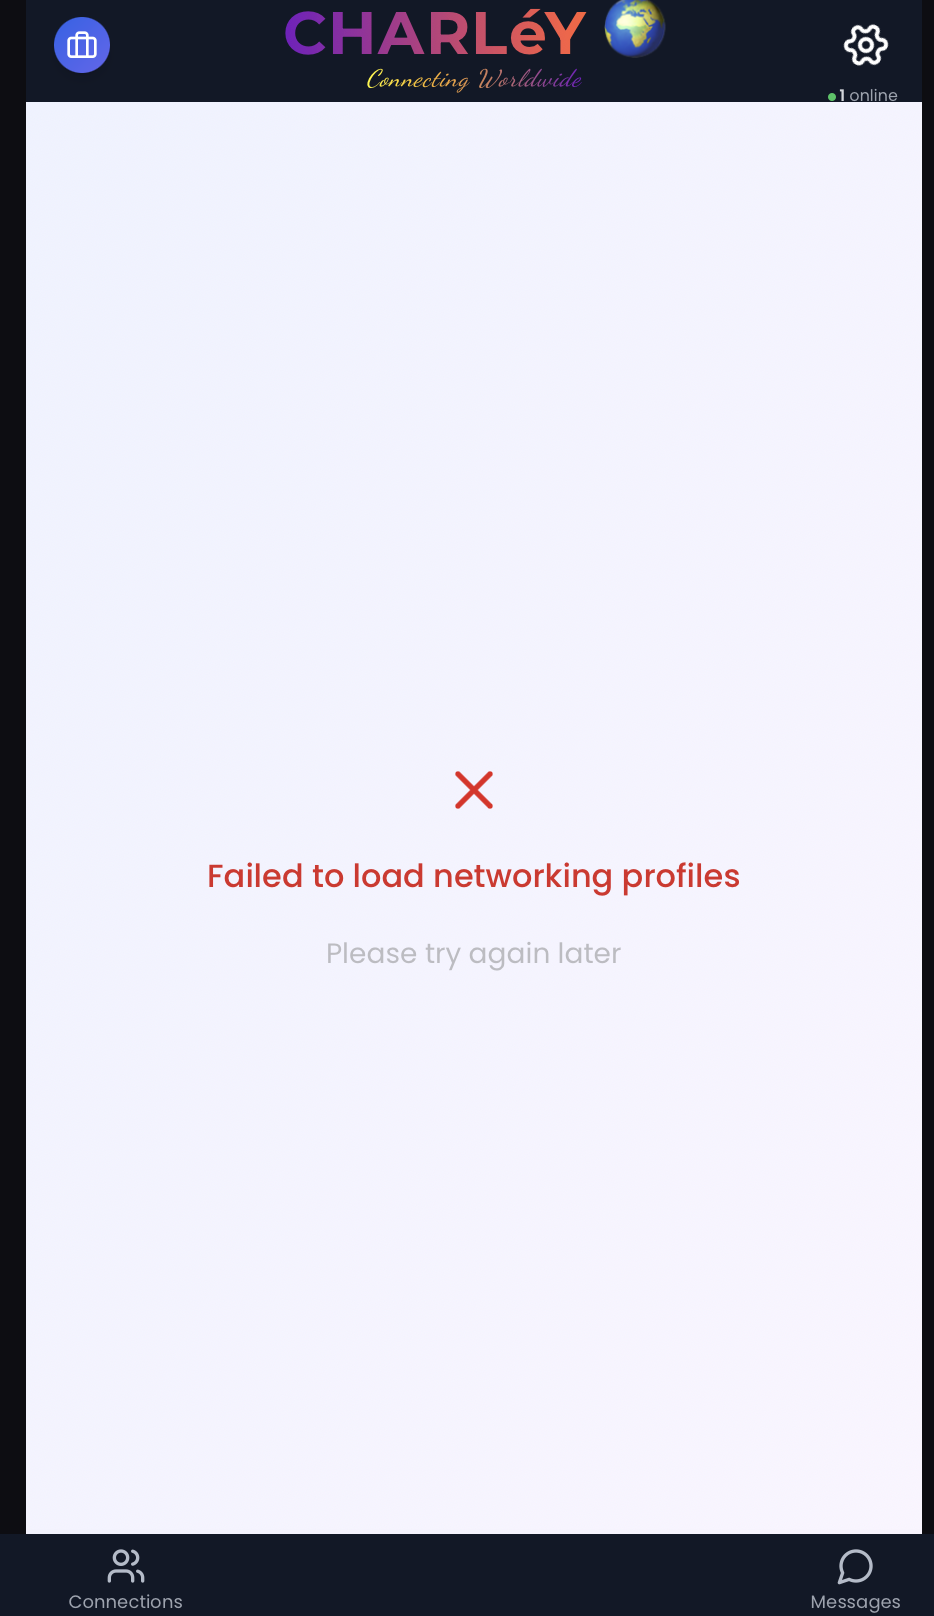 CHARLéY
Connecting Worldwide
1 online
Failed to load networking profiles
Please try again later
Connections
Messages